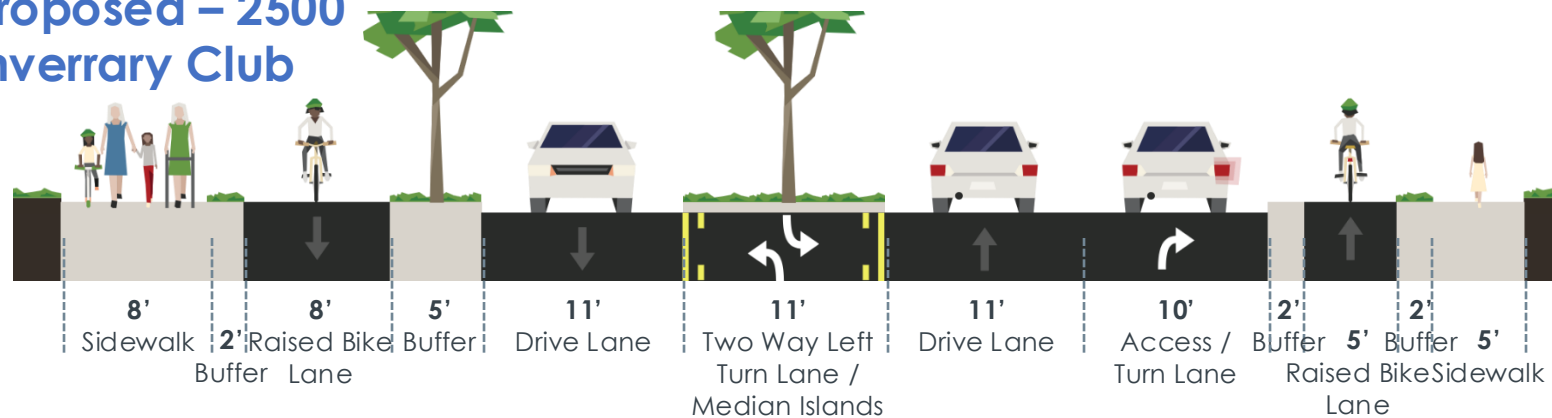 roposed – 2500
nverrary Club
8’
Sidewalk
2’
Buffer
8’
Raised Bike
Lane
5’
Buffer
11’
Drive Lane
11’
Two Way Left
Turn Lane /
Median Islands
11’
Drive Lane
10’
Access /
Turn Lane
2’
Buffer
5’
Raised Bike
Lane
2’
Buffer
5’
Sidewalk